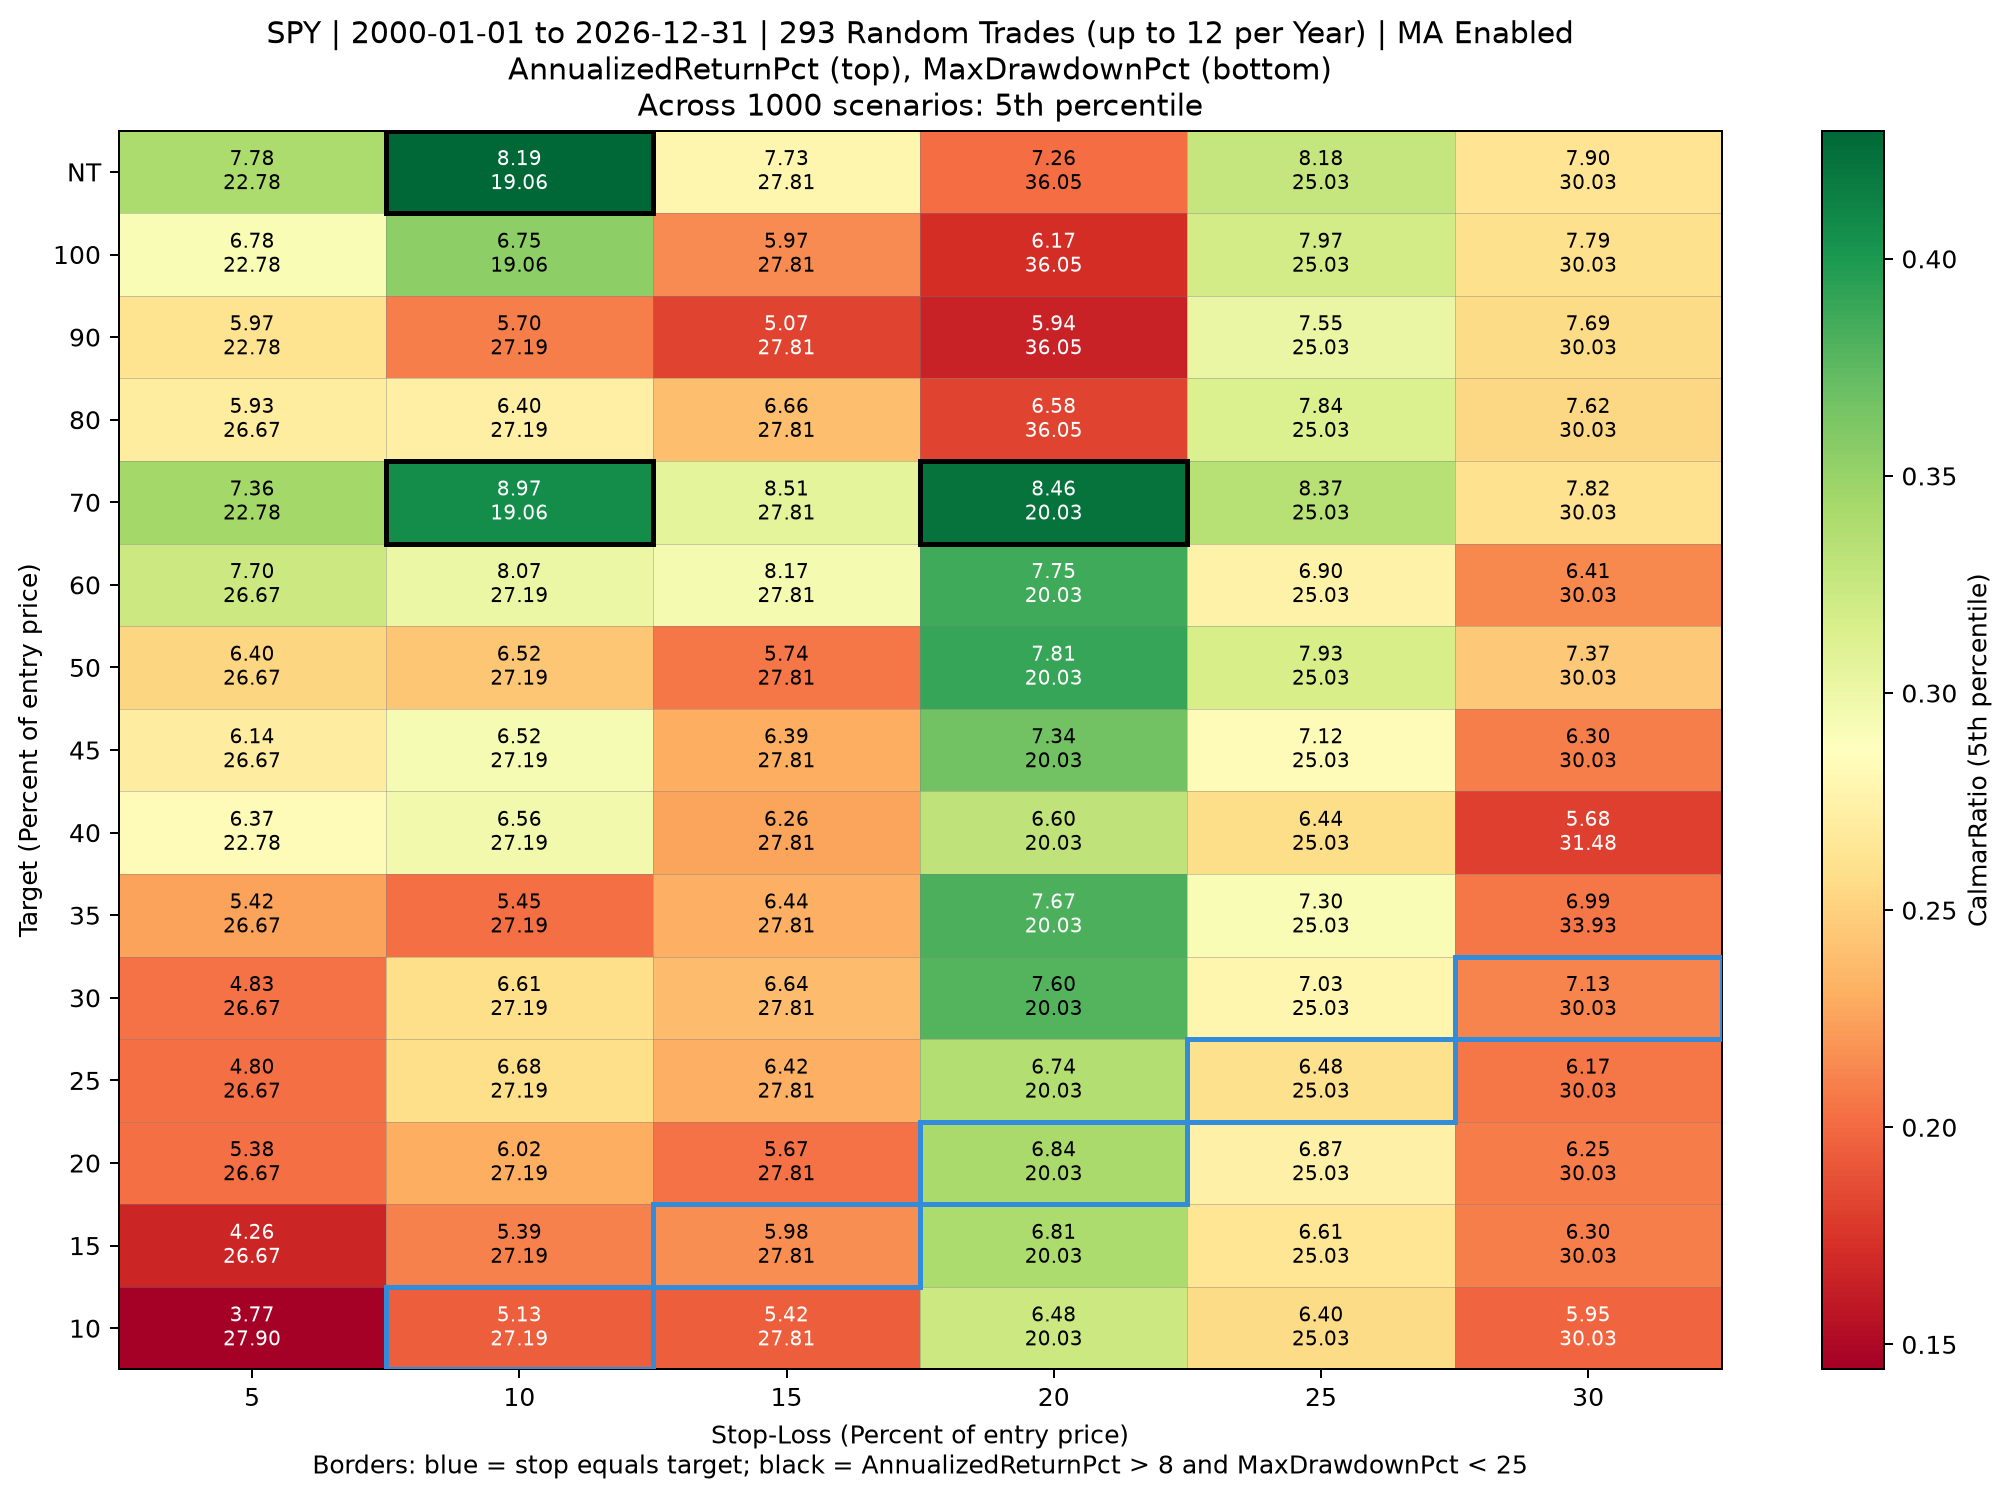 SPY | 2000-01-01 to 2026-12-31 | 293 Random Trades (up to 12 per Year) | MA Enabled
AnnualizedReturnPct (top), MaxDrawdownPct (bottom)
Across 1000 scenarios: 5th percentile
Target (Percent of entry price)
NT
7.78 8.19 7.73 7.26 8.18 7.90
22.78 19.06 27.81 36.05 25.03 30.03
100
6.78 6.75 5.97 6.17 7.97 7.79
22.78 19.06 27.81 36.05 25.03 30.03
90
5.97 5.70 5.07 5.94 7.55 7.69
22.78 27.19 27.81 36.05 25.03 30.03
80
5.93 6.40 6.66 6.58 7.84 7.62
26.67 27.19 27.81 36.05 25.03 30.03
70
7.36 8.97 8.51 8.46 8.37 7.82
22.78 19.06 27.81 20.03 25.03 30.03
60
7.70 8.07 8.17 7.75 6.90 6.41
26.67 27.19 27.81 20.03 25.03 30.03
50
6.40 6.52 5.74 7.81 7.93 7.37
26.67 27.19 27.81 20.03 25.03 30.03
45
6.14 6.52 6.39 7.34 7.12 6.30
26.67 27.19 27.81 20.03 25.03 30.03
40
6.37 6.56 6.26 6.60 6.44 5.68
22.78 27.19 27.81 20.03 25.03 31.48
35
5.42 5.45 6.44 7.67 7.30 6.99
26.67 27.19 27.81 20.03 25.03 33.93
30
4.83 6.61 6.64 7.60 7.03 7.13
26.67 27.19 27.81 20.03 25.03 30.03
25
4.80 6.68 6.42 6.74 6.48 6.17
26.67 27.19 27.81 20.03 25.03 30.03
20
5.38 6.02 5.67 6.84 6.87 6.25
26.67 27.19 27.81 20.03 25.03 30.03
15
4.26 5.39 5.98 6.81 6.61 6.30
26.67 27.19 27.81 20.03 25.03 30.03
10
3.77 5.13 5.42 6.48 6.40 5.95
27.90 27.19 27.81 20.03 25.03 30.03
5 10 15 20 25 30
Stop-Loss (Percent of entry price)
Borders: blue = stop equals target; black = AnnualizedReturnPct > 8 and MaxDrawdownPct < 25
0.40
0.35
0.30
0.25
0.20
0.15
CalmarRatio (5th percentile)